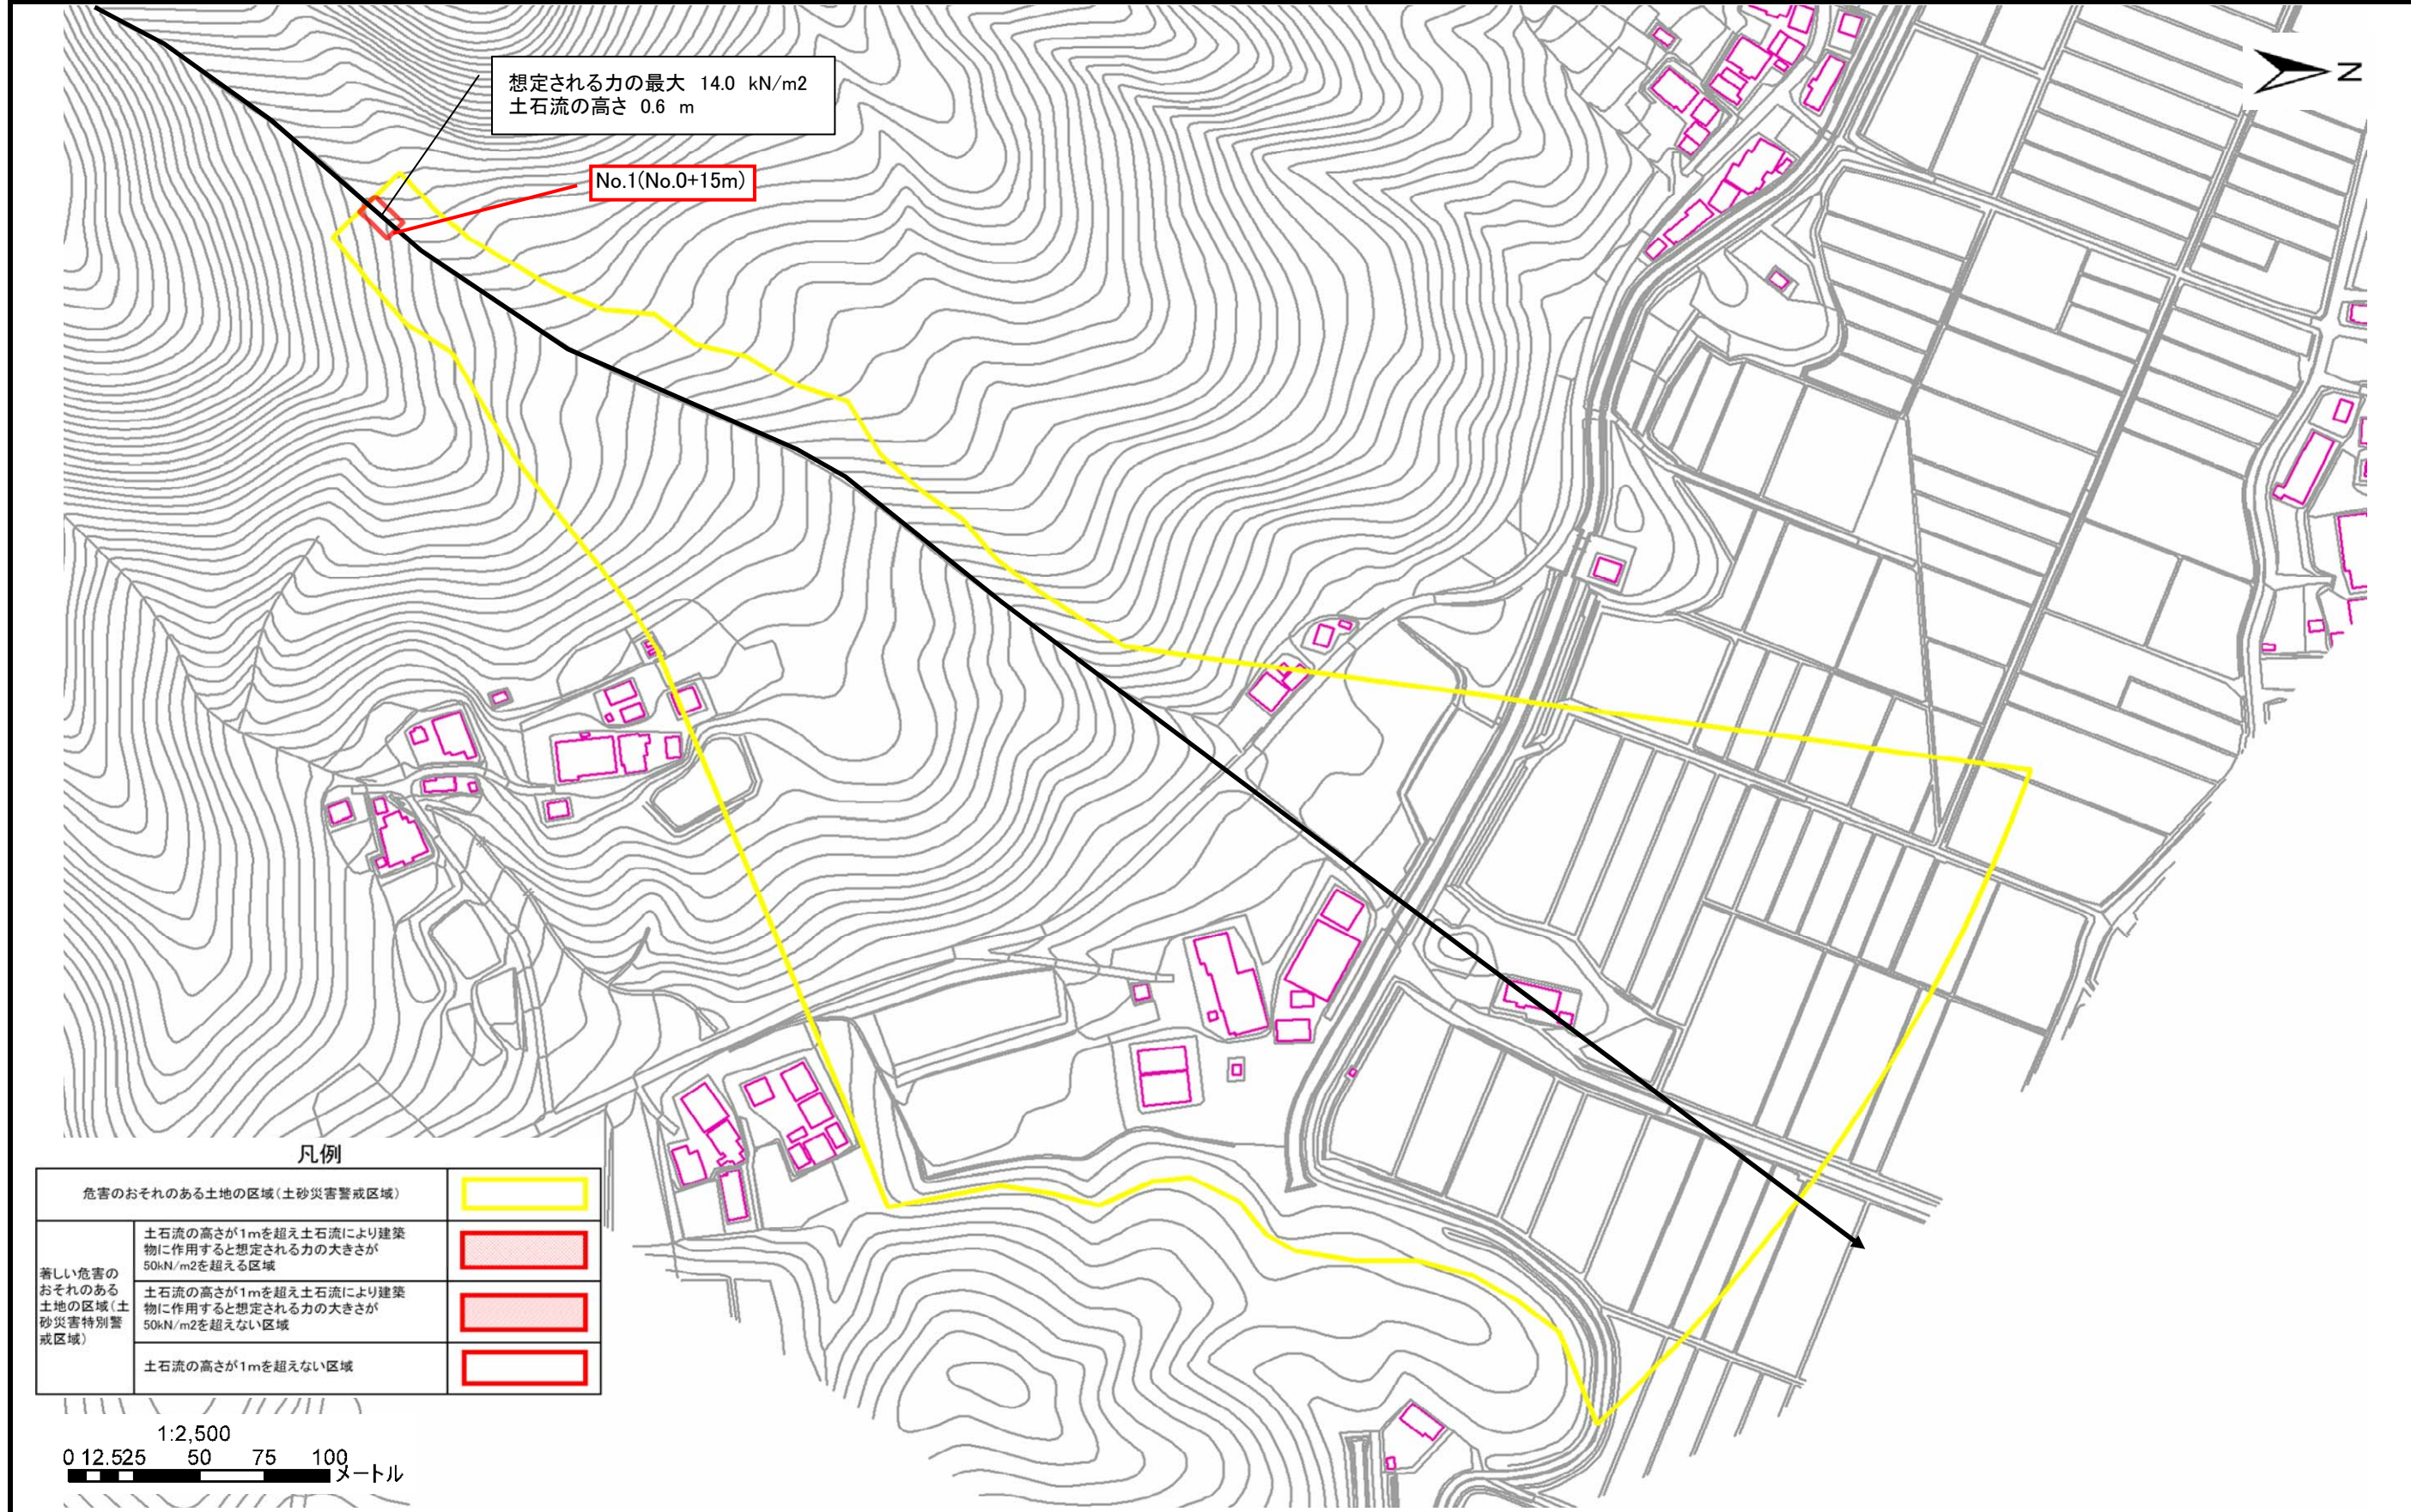 想定される力の最大 14.0 kN/m2
土石流の高さ 0.6 m
No.1(No.0+15m)
N
凡例
危害のおそれのある土地の区域(土砂災害警戒区域)
著しい危害の
おそれのある
土地の区域(土
砂災害特別警
戒区域)
土石流の高さが1mを超え土石流により建築
物に作用すると想定される力の大きさが
50kN/m2を超える区域
土石流の高さが1mを超え土石流により建築
物に作用すると想定される力の大きさが
50kN/m2を超えない区域
土石流の高さが1mを超えない区域
1:2,500
0 12.525 50 75 100
メートル